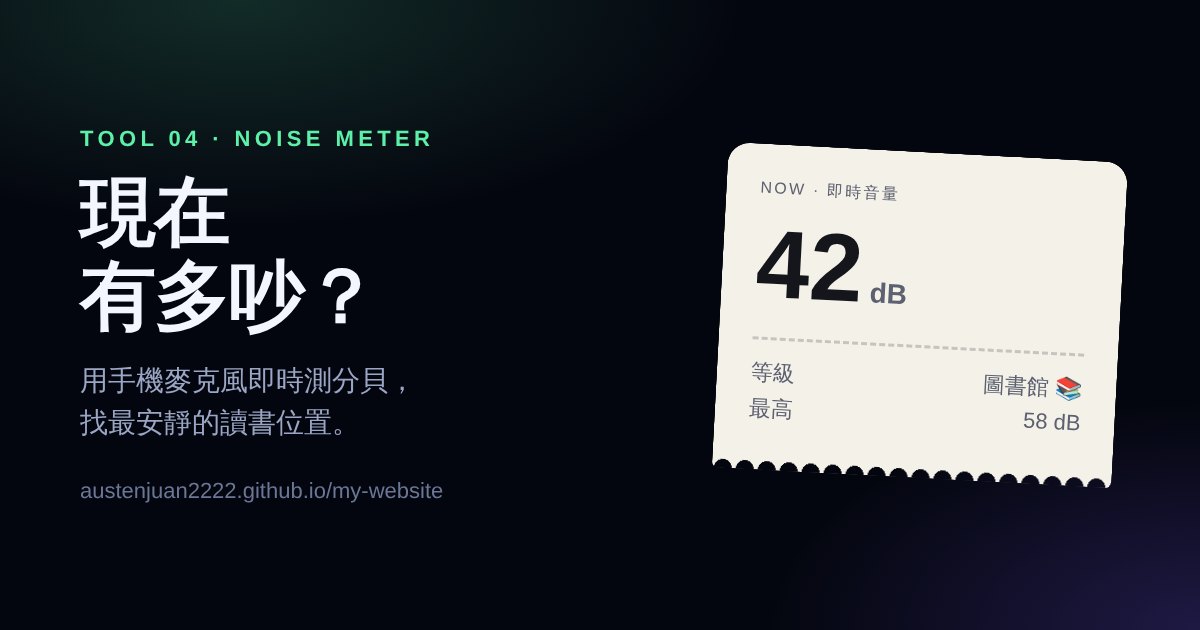 TOOL 04 · NOISE METER
現在
有多吵？
用手機麥克風即時測分貝，
找最安靜的讀書位置。
austenjuan2222.github.io/my-website
NOW · 即時音量
42 dB
等級 圖書館 📚
最高 58 dB